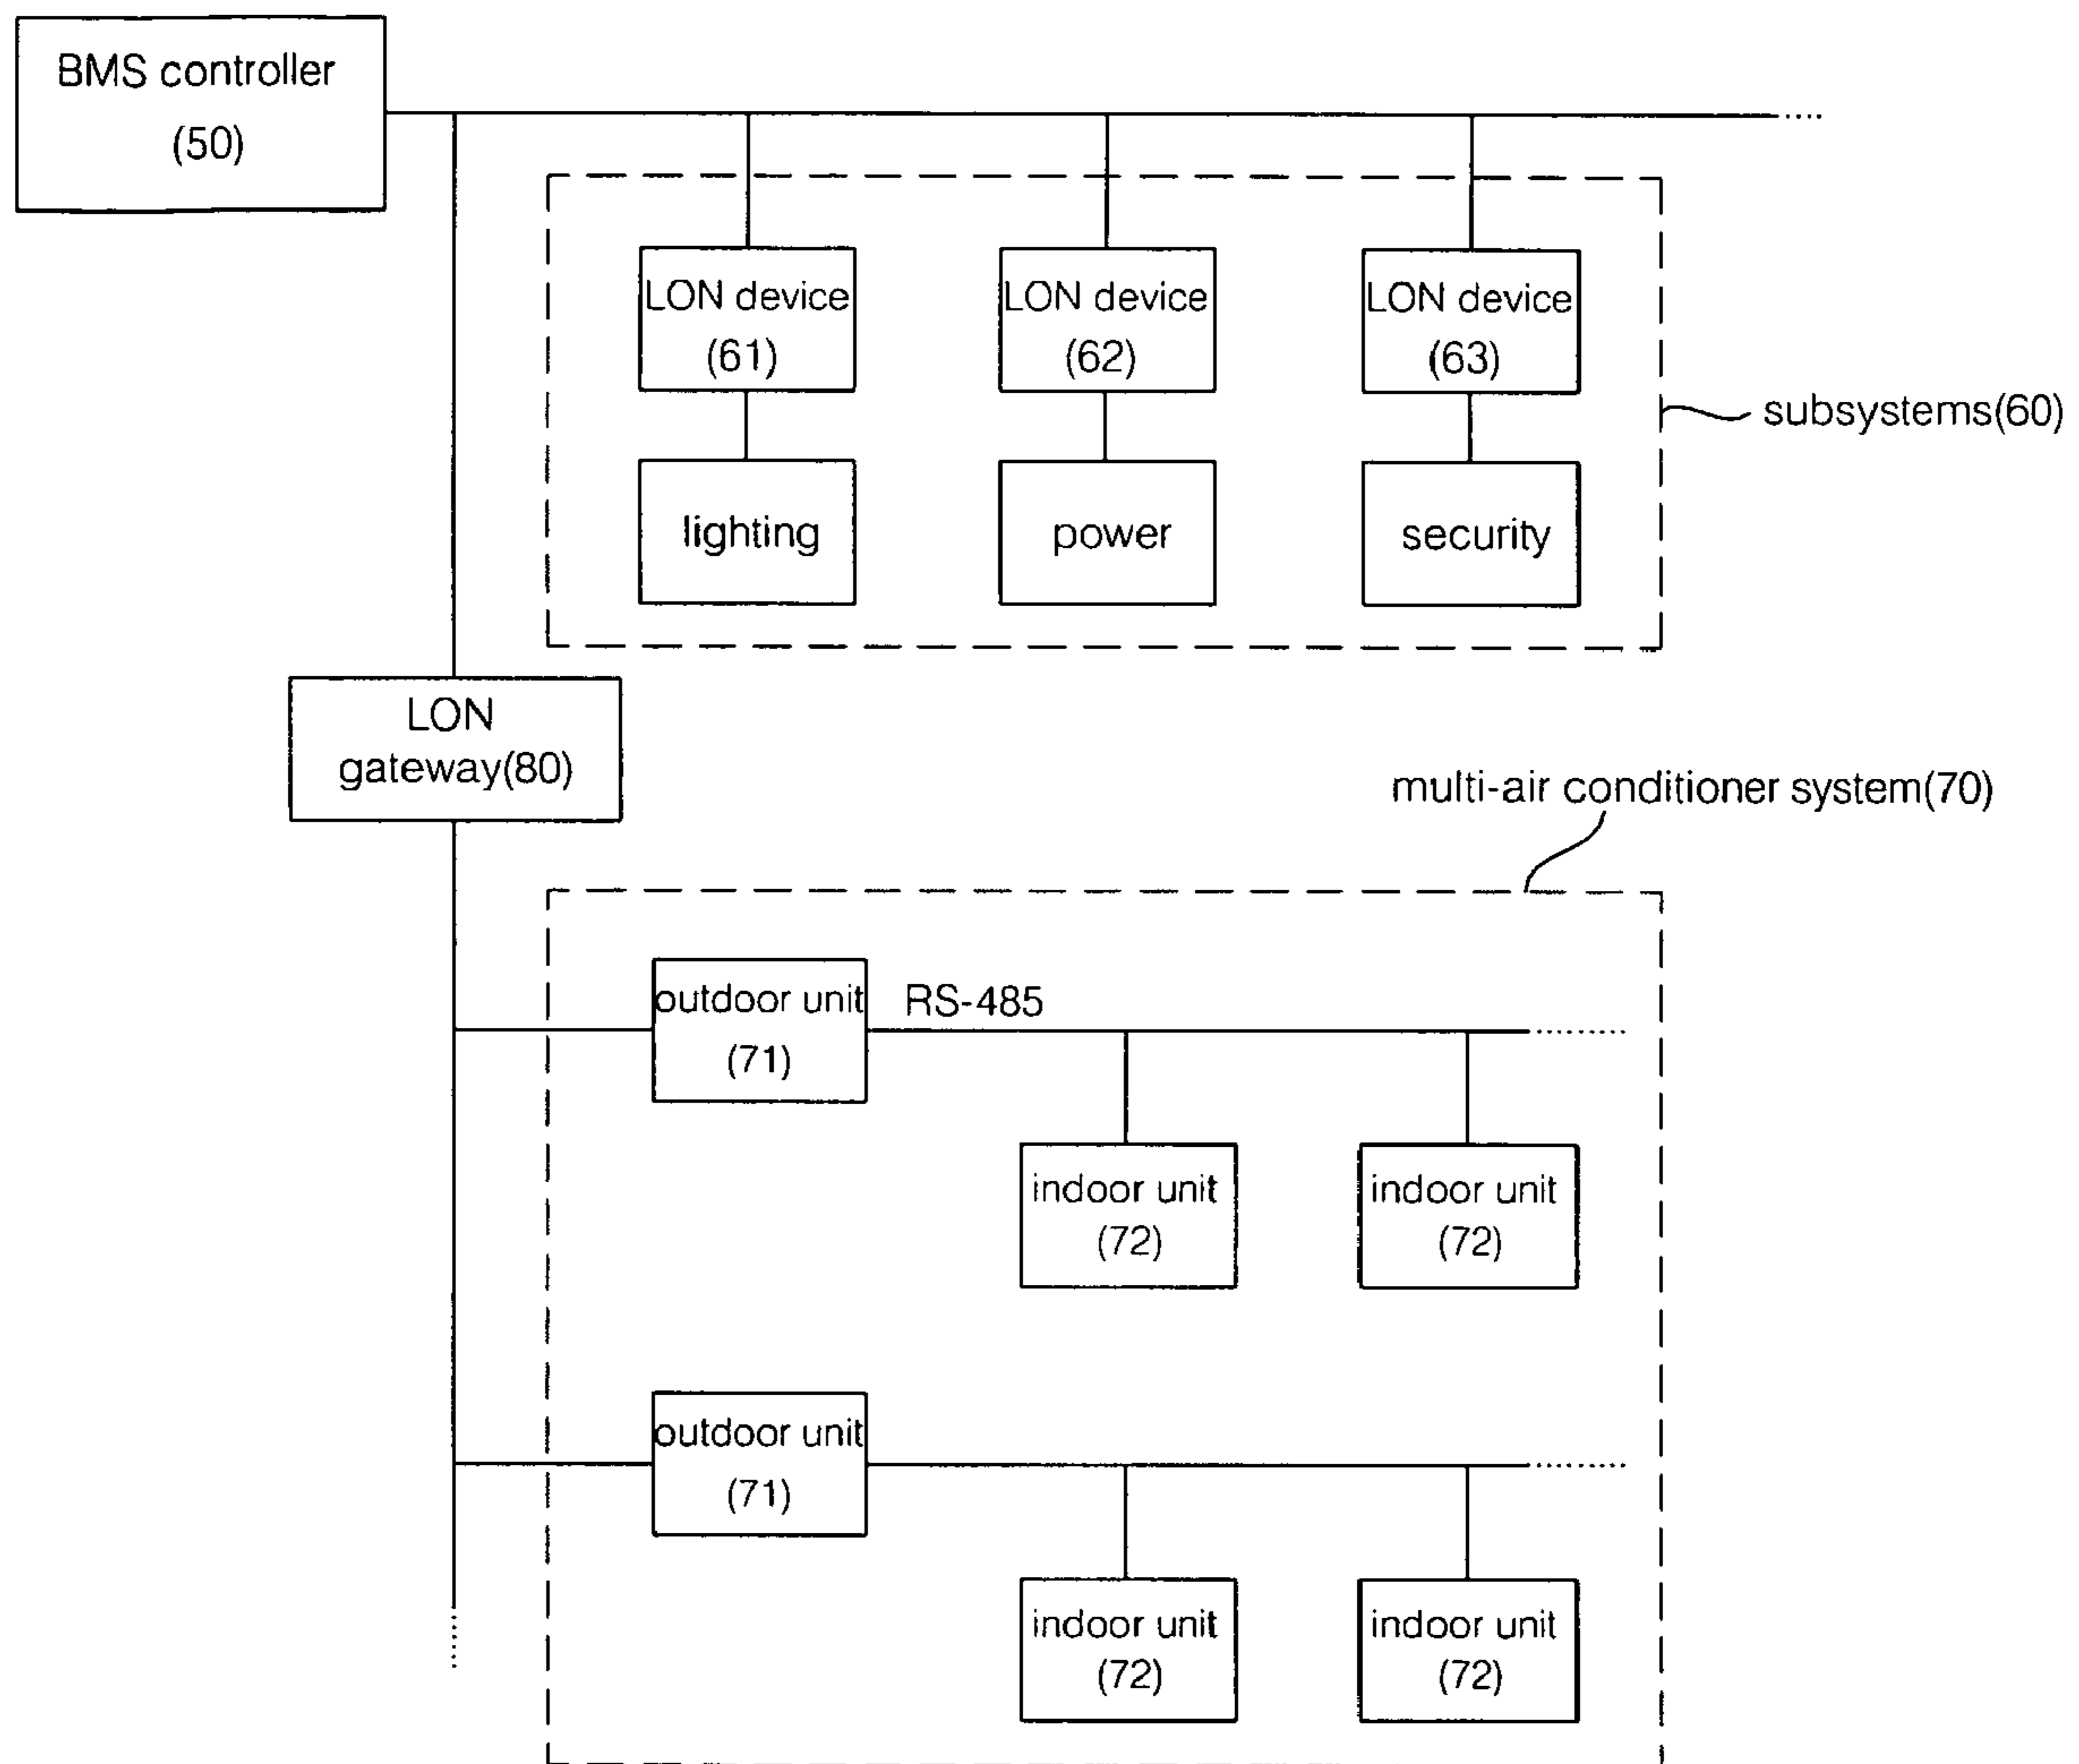 BMS controller
(50)
LON device
(61)
LON device
(62)
LON device
(63)
subsystems(60)
lighting
power
security
LON
gateway(80)
multi-air conditioner system(70)
outdoor unit
(71)
RS-485
indoor unit
(72)
indoor unit
(72)
outdoor unit
(71)
indoor unit
(72)
indoor unit
(72)